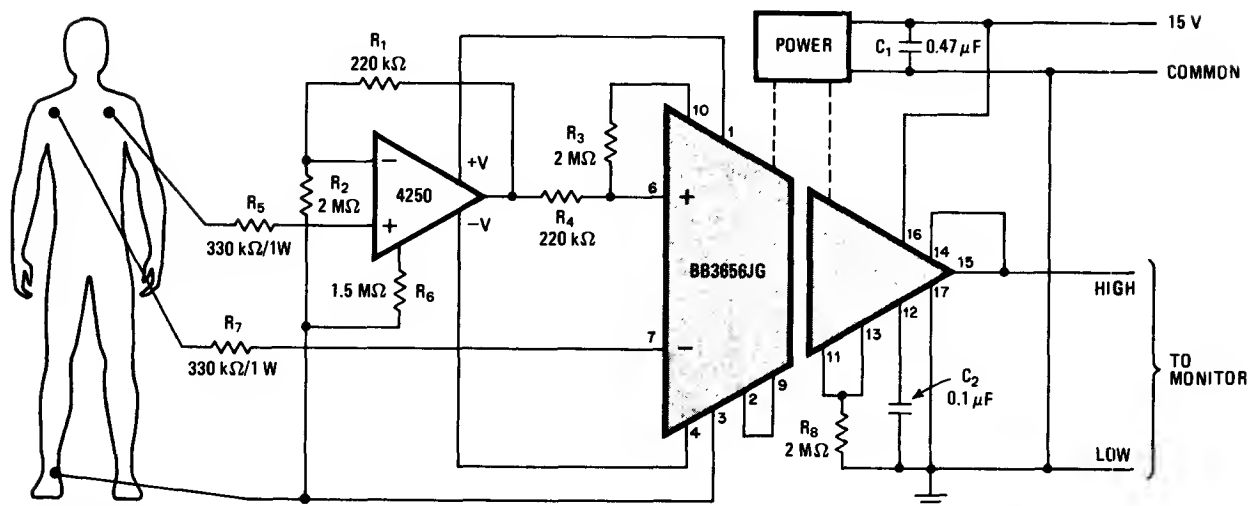 R1
220 kΩ
R2
2 MΩ
R5
330 kΩ/1W
R7
330 kΩ/1 W
−
+
4250
+V
−V
1.5 MΩ
R6
R4
220 kΩ
R3
2 MΩ
10
1
6
+
7
−
BB3656JG
4
3
2
9
POWER
C1
0.47 µF
15 V
COMMON
16
14
15
17
12
13
11
R8
2 MΩ
C2
0.1 µF
HIGH
LOW
TO
MONITOR